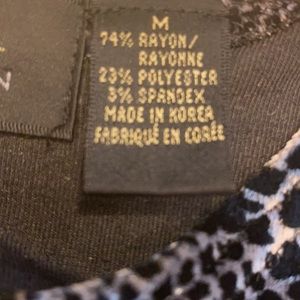 M
74% RAYON/
RAYONNE
23% POLYESTER
3% SPANDEX
MADE IN KOREA
FABRIQUÉ EN CORÉE
N